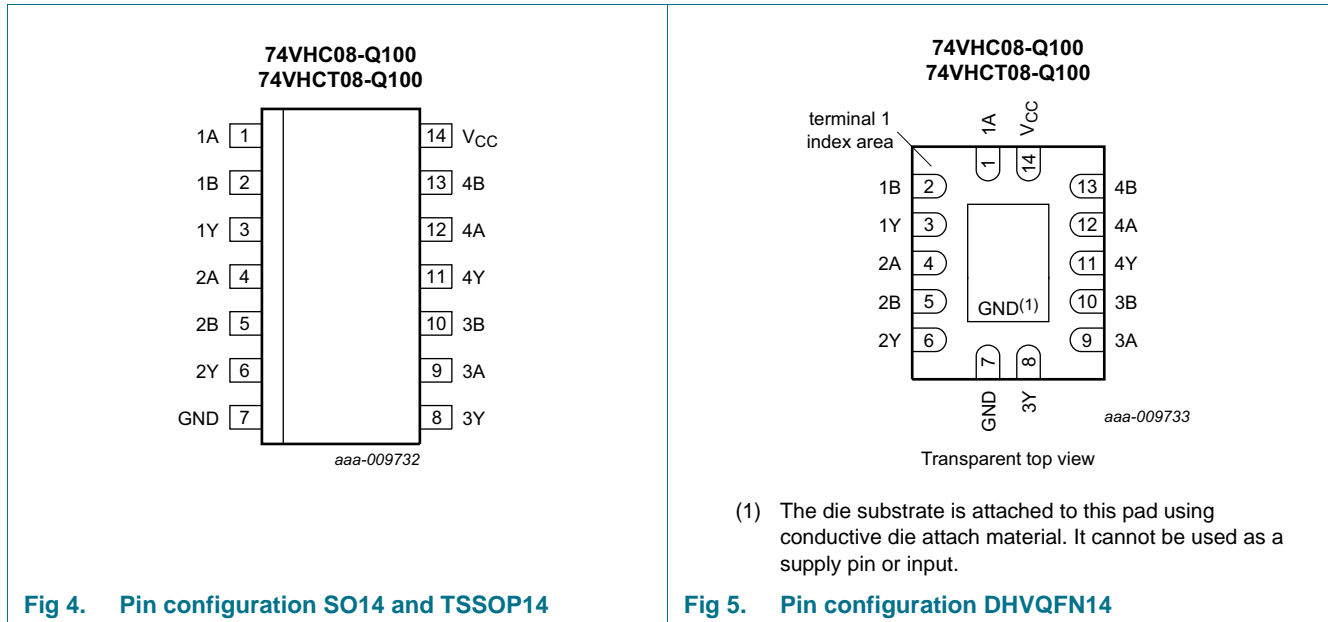 74VHC08-Q100
74VHCT08-Q100
1A 1
1B 2
1Y 3
2A 4
2B 5
2Y 6
GND 7
14 VCC
13 4B
12 4A
11 4Y
10 3B
9 3A
8 3Y
aaa-009732
Fig 4. Pin configuration SO14 and TSSOP14
74VHC08-Q100
74VHCT08-Q100
terminal 1
index area
1A
VCC
1
14
1B 2
1Y 3
2A 4
2B 5
2Y 6
13 4B
12 4A
11 4Y
10 3B
9 3A
GND(1)
7
8
GND
3Y
aaa-009733
Transparent top view
(1) The die substrate is attached to this pad using
conductive die attach material. It cannot be used as a
supply pin or input.
Fig 5. Pin configuration DHVQFN14